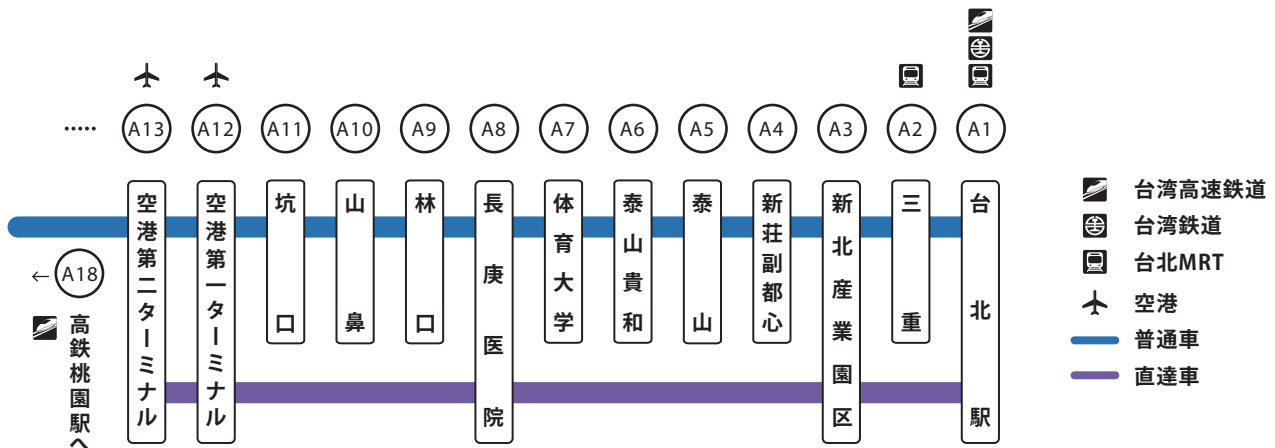 .....
A13
A12
A11
A10
A9
A8
A7
A6
A5
A4
A3
A2
A1
空港第二ターミナル
空港第一ターミナル
坑口
山鼻
林口
長庚医院
体育大学
泰山貴和
泰山
新荘副都心
新北産業園区
三重
台北駅
←A18
高鉄桃園駅へ
台湾高速鉄道
台湾鉄道
台北MRT
空港
普通車
直達車